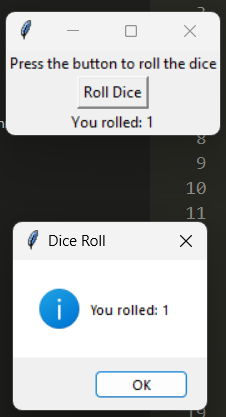 Press the button to roll the dice
Roll Dice
You rolled: 1
8
9
10
11
Dice Roll
You rolled: 1
OK